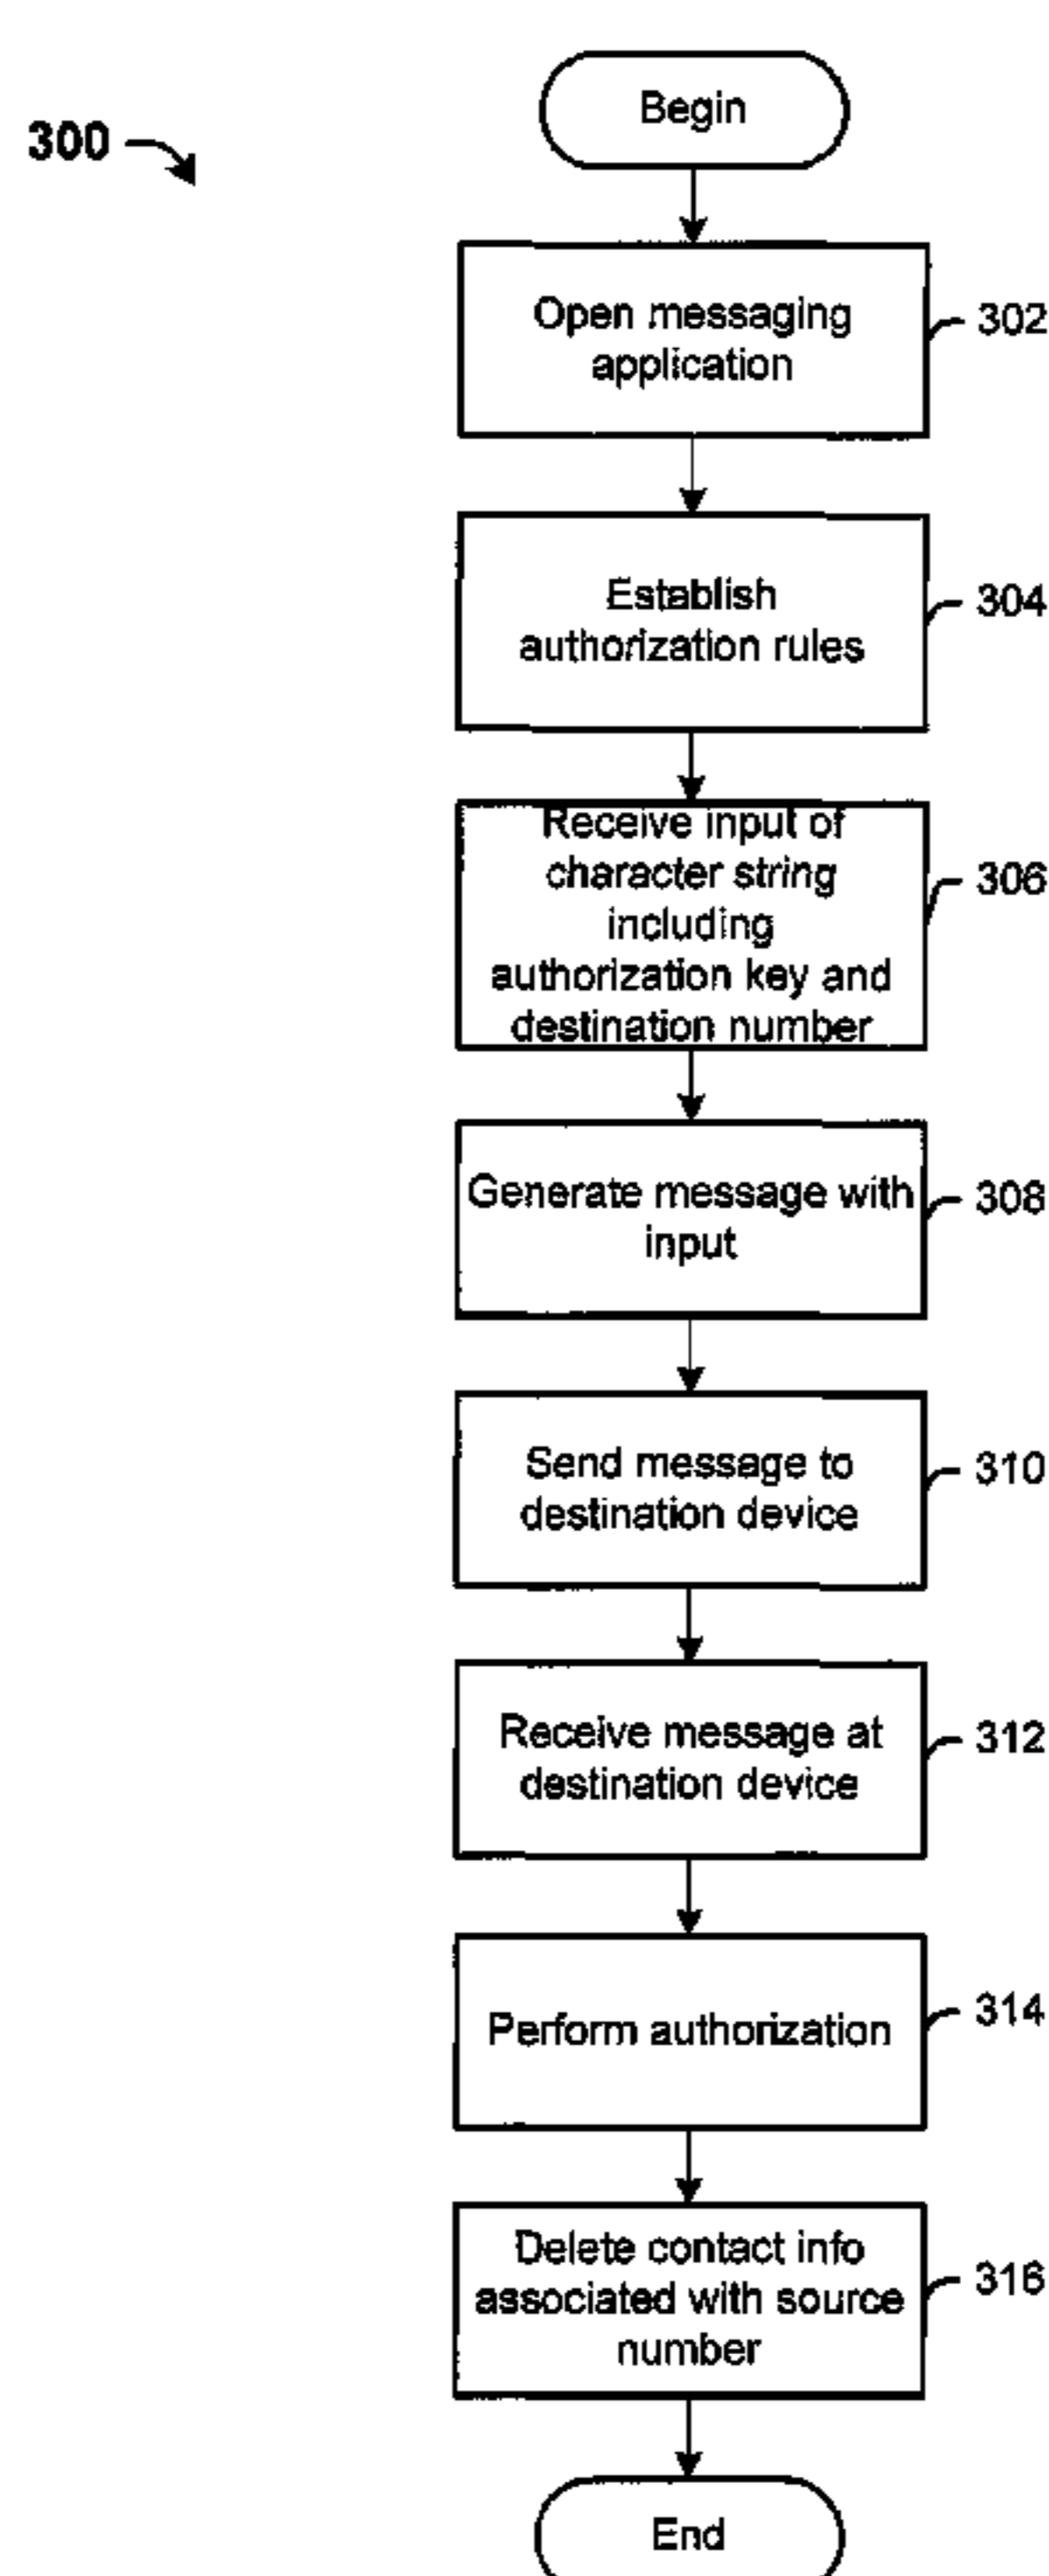 300
Begin
Open messaging
application
302
Establish
authorization rules
304
Receive input of
character string
including
authorization key and
destination number
306
Generate message with
input
308
Send message to
destination device
310
Receive message at
destination device
312
Perform authorization
314
Delete contact info
associated with source
number
316
End